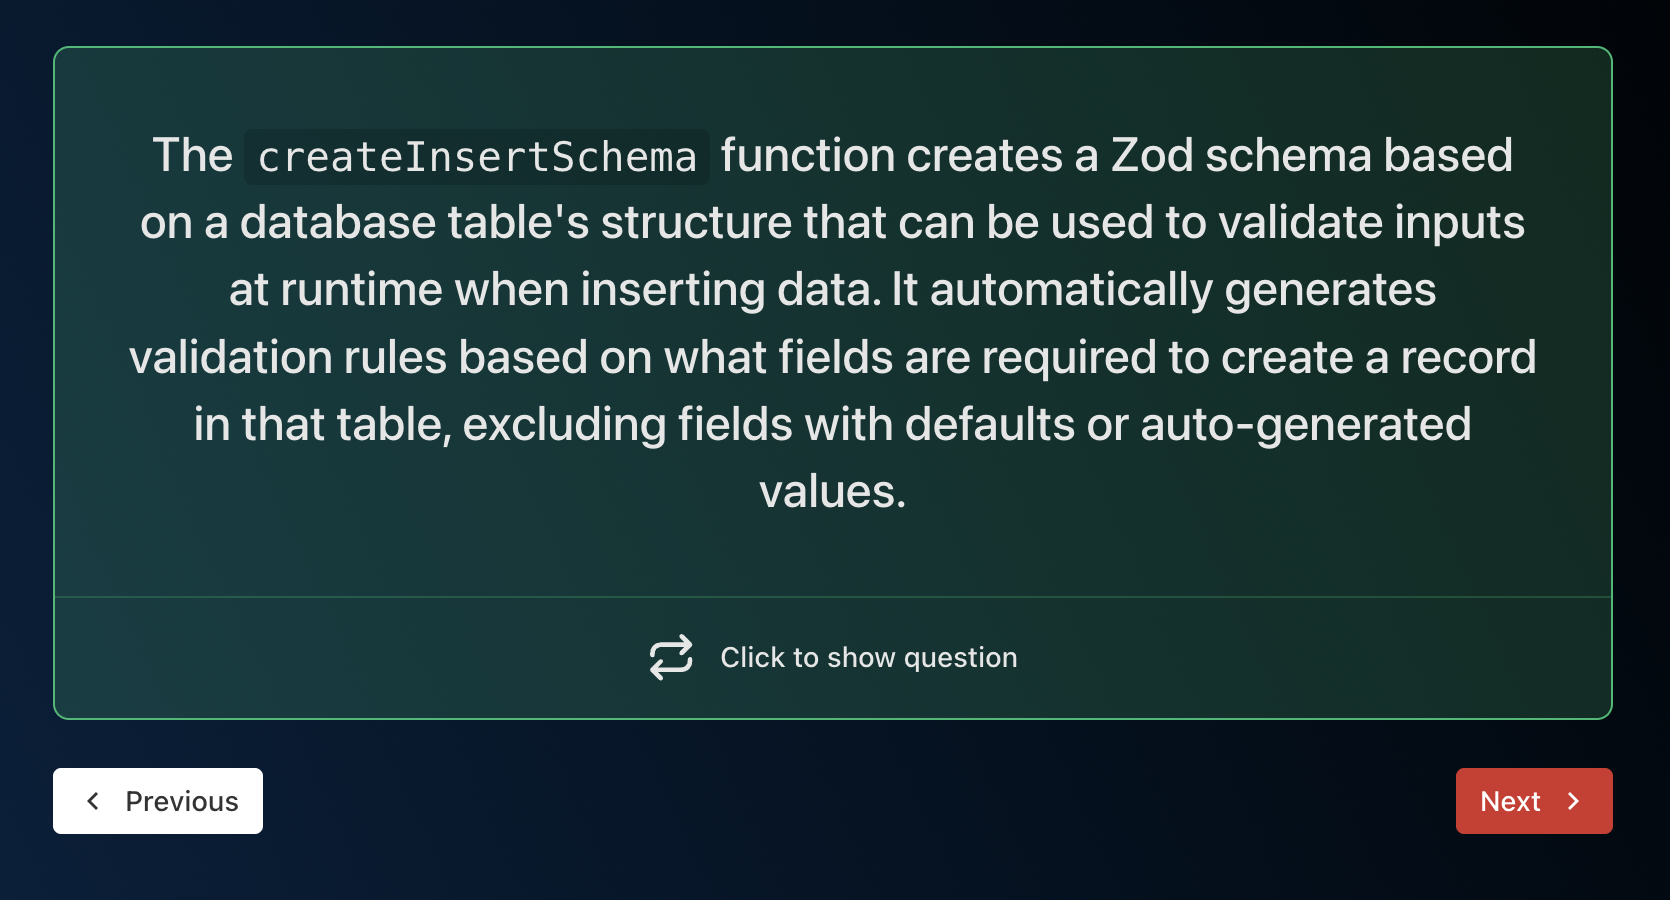 The createInsertSchema function creates a Zod schema based
on a database table's structure that can be used to validate inputs
at runtime when inserting data. It automatically generates
validation rules based on what fields are required to create a record
in that table, excluding fields with defaults or auto-generated
values.
Click to show question
Previous
Next